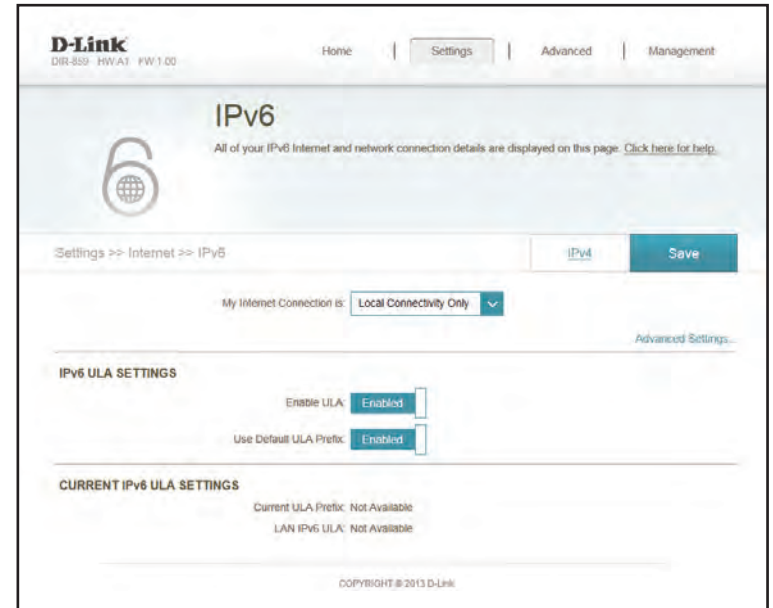 D-Link
DIR-859 HW:A1 FW:1.00
Home | Settings | Advanced | Management
IPv6
All of your IPv6 Internet and network connection details are displayed on this page. Click here for help.
Settings >> Internet >> IPv6
IPv4
Save
My Internet Connection is: Local Connectivity Only
Advanced Settings...
IPv6 ULA SETTINGS
Enable ULA: Enabled
Use Default ULA Prefix: Enabled
CURRENT IPv6 ULA SETTINGS
Current ULA Prefix: Not Available
LAN IPv6 ULA: Not Available
COPYRIGHT © 2013 D-Link